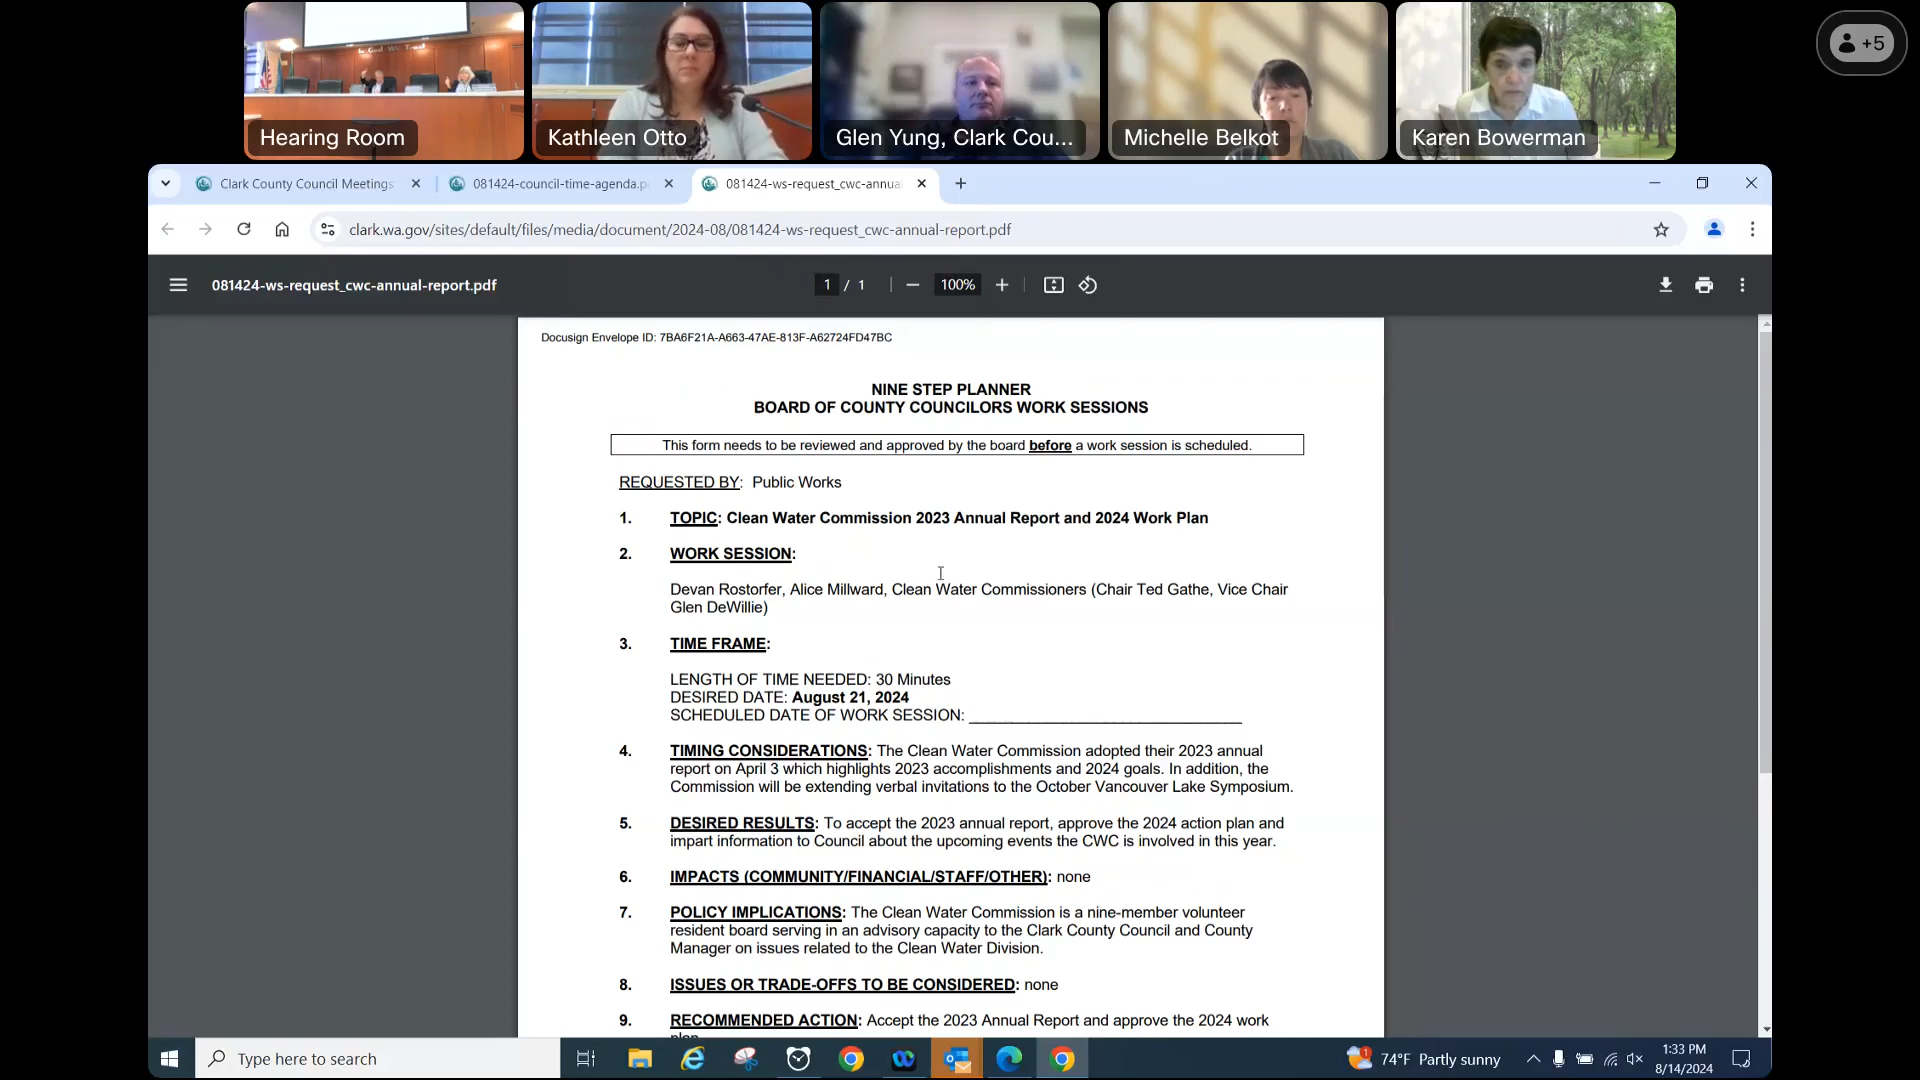 In God We Trust
Hearing Room
Kathleen Otto
Glen Yung, Clark Cou...
Michelle Belkot
Karen Bowerman
+5
Clark County Council Meetings
081424-council-time-agenda.p
081424-ws-request_cwc-annual
clark.wa.gov/sites/default/files/media/document/2024-08/081424-ws-request_cwc-annual-report.pdf
081424-ws-request_cwc-annual-report.pdf
1 / 1
100%
Docusign Envelope ID: 7BA6F21A-A663-47AE-813F-A62724FD47BC
NINE STEP PLANNER
BOARD OF COUNTY COUNCILORS WORK SESSIONS
This form needs to be reviewed and approved by the board before a work session is scheduled.
REQUESTED BY: Public Works
1. TOPIC: Clean Water Commission 2023 Annual Report and 2024 Work Plan
2. WORK SESSION:
Devan Rostorfer, Alice Millward, Clean Water Commissioners (Chair Ted Gathe, Vice Chair
Glen DeWillie)
3. TIME FRAME:
LENGTH OF TIME NEEDED: 30 Minutes
DESIRED DATE: August 21, 2024
SCHEDULED DATE OF WORK SESSION: ________________________________
4. TIMING CONSIDERATIONS: The Clean Water Commission adopted their 2023 annual
report on April 3 which highlights 2023 accomplishments and 2024 goals. In addition, the
Commission will be extending verbal invitations to the October Vancouver Lake Symposium.
5. DESIRED RESULTS: To accept the 2023 annual report, approve the 2024 action plan and
impart information to Council about the upcoming events the CWC is involved in this year.
6. IMPACTS (COMMUNITY/FINANCIAL/STAFF/OTHER): none
7. POLICY IMPLICATIONS: The Clean Water Commission is a nine-member volunteer
resident board serving in an advisory capacity to the Clark County Council and County
Manager on issues related to the Clean Water Division.
8. ISSUES OR TRADE-OFFS TO BE CONSIDERED: none
9. RECOMMENDED ACTION: Accept the 2023 Annual Report and approve the 2024 work
plan
Type here to search
1
74°F Partly sunny
1:33 PM
8/14/2024